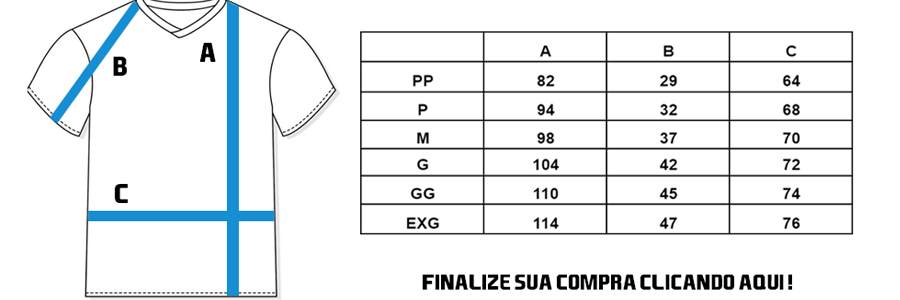 A
B
C
A B C
PP 82 29 64
P 94 32 68
M 98 37 70
G 104 42 72
GG 110 45 74
EXG 114 47 76
FINALIZE SUA COMPRA CLICANDO AQUI!